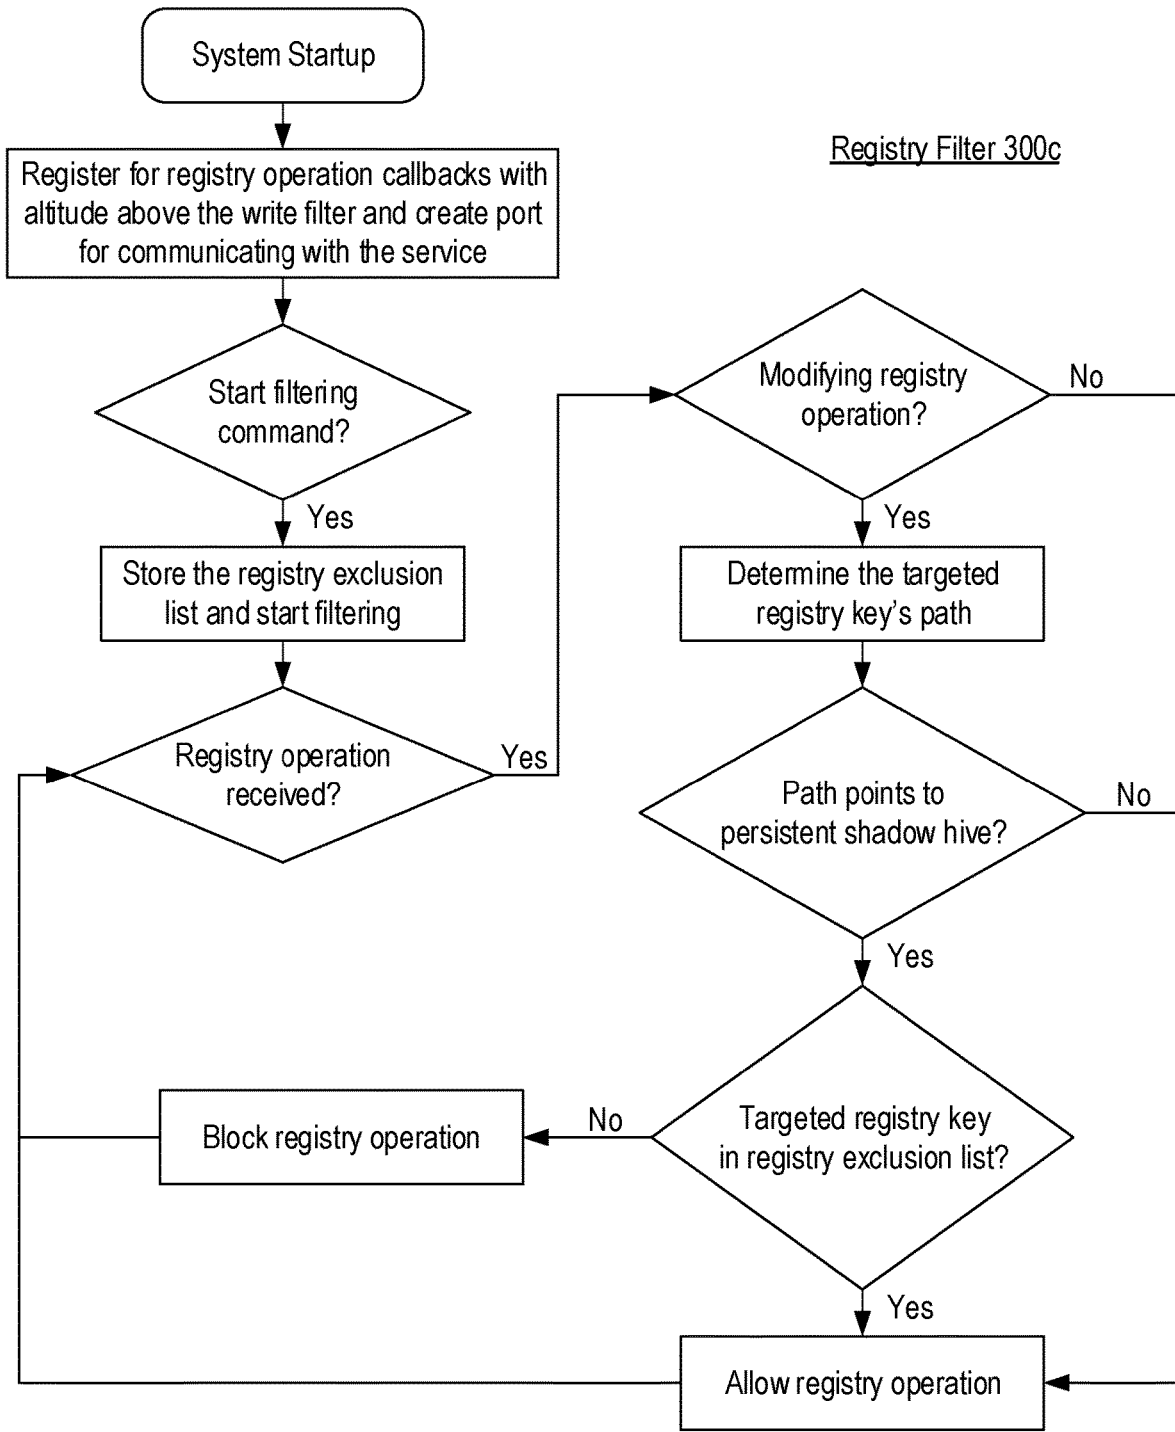 System Startup
Registry Filter 300c
Register for registry operation callbacks with
altitude above the write filter and create port
for communicating with the service
Start filtering
command?
Yes
Store the registry exclusion
list and start filtering
Registry operation
received?
Yes
Modifying registry
operation?
No
Yes
Determine the targeted
registry key’s path
Path points to
persistent shadow hive?
No
Yes
Targeted registry key
in registry exclusion list?
No
Block registry operation
Yes
Allow registry operation